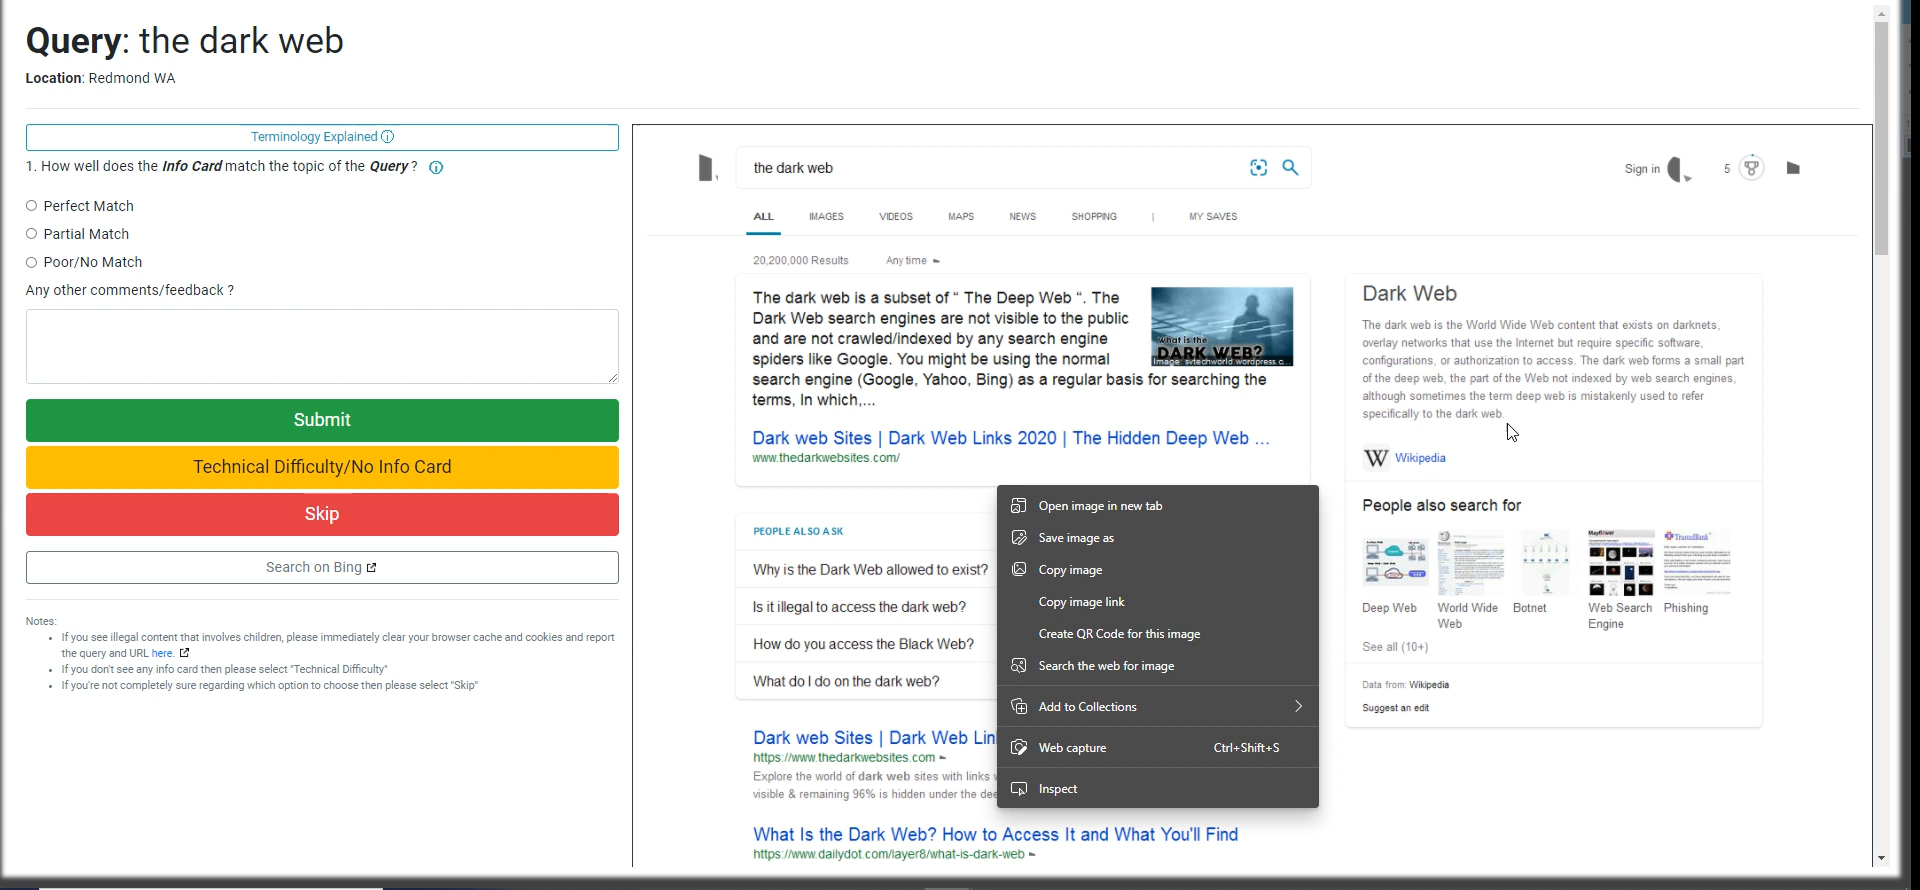 Query: the dark web
Location: Redmond WA
Terminology Explained
1. How well does the Info Card match the topic of the Query?
Perfect Match
Partial Match
Poor/No Match
Any other comments/feedback ?
Submit
Technical Difficulty/No Info Card
Skip
Search on Bing
Notes:
If you see illegal content that involves children, please immediately clear your browser cache and cookies and report
the query and URL here.
If you don't see any info card then please select "Technical Difficulty"
If you're not completely sure regarding which option to choose then please select "Skip"
the dark web
Sign in
5
ALL IMAGES VIDEOS MAPS NEWS SHOPPING | MY SAVES
20,200,000 Results Any time
The dark web is a subset of “ The Deep Web “. The
Dark Web search engines are not visible to the public
and are not crawled/indexed by any search engine
spiders like Google. You might be using the normal
search engine (Google, Yahoo, Bing) as a regular basis for searching the
terms, In which,...
What is the
DARK WEB?
Image: svtechworld.wordpress.c...
Dark web Sites | Dark Web Links 2020 | The Hidden Deep Web ...
www.thedarkwebsites.com/
PEOPLE ALSO ASK
Why is the Dark Web allowed to exist?
Is it illegal to access the dark web?
How do you access the Black Web?
What do I do on the dark web?
Dark web Sites | Dark Web Lin
https://www.thedarkwebsites.com
Explore the world of dark web sites with links
visible & remaining 96% is hidden under the dee
What Is the Dark Web? How to Access It and What You'll Find
https://www.dailydot.com/layer8/what-is-dark-web
Open image in new tab
Save image as
Copy image
Copy image link
Create QR Code for this image
Search the web for image
Add to Collections
Web capture Ctrl+Shift+S
Inspect
Dark Web
The dark web is the World Wide Web content that exists on darknets,
overlay networks that use the Internet but require specific software,
configurations, or authorization to access. The dark web forms a small part
of the deep web, the part of the Web not indexed by web search engines,
although sometimes the term deep web is mistakenly used to refer
specifically to the dark web.
W Wikipedia
People also search for
Mayflower
TrustedBank
Deep Web
World Wide
Web
Botnet
Web Search
Engine
Phishing
See all (10+)
Data from: Wikipedia
Suggest an edit